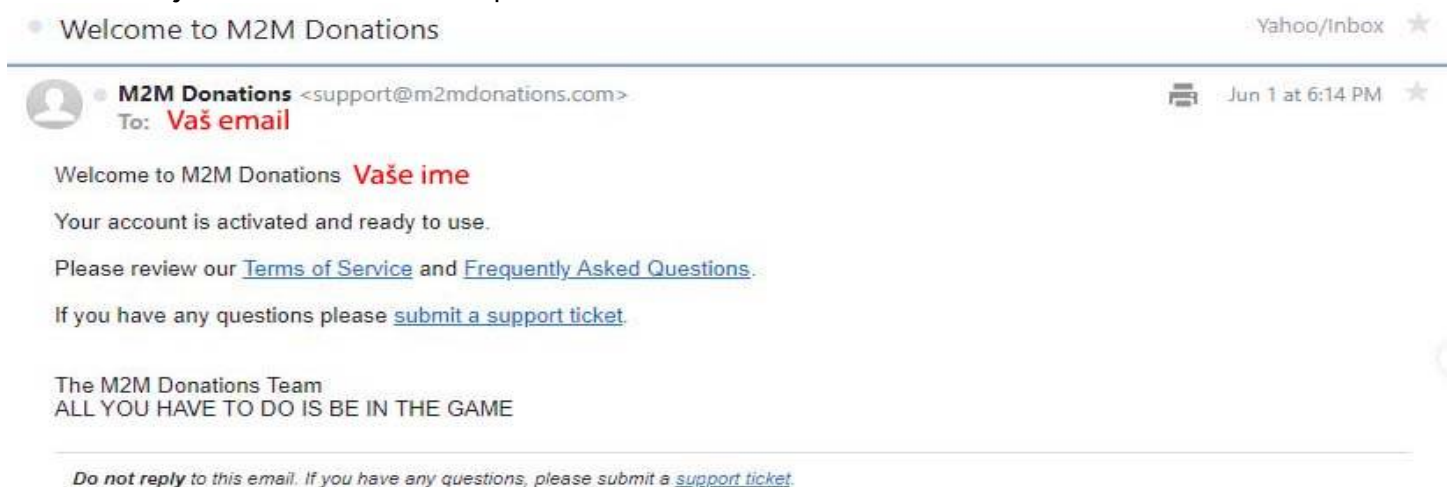 Welcome to M2M Donations
Yahoo/Inbox
M2M Donations <support@m2mdonations.com>
Jun 1 at 6:14 PM
To: Vaš email
Welcome to M2M Donations Vaše ime
Your account is activated and ready to use.
Please review our Terms of Service and Frequently Asked Questions.
If you have any questions please submit a support ticket.
The M2M Donations Team
ALL YOU HAVE TO DO IS BE IN THE GAME
Do not reply to this email. If you have any questions, please submit a support ticket.